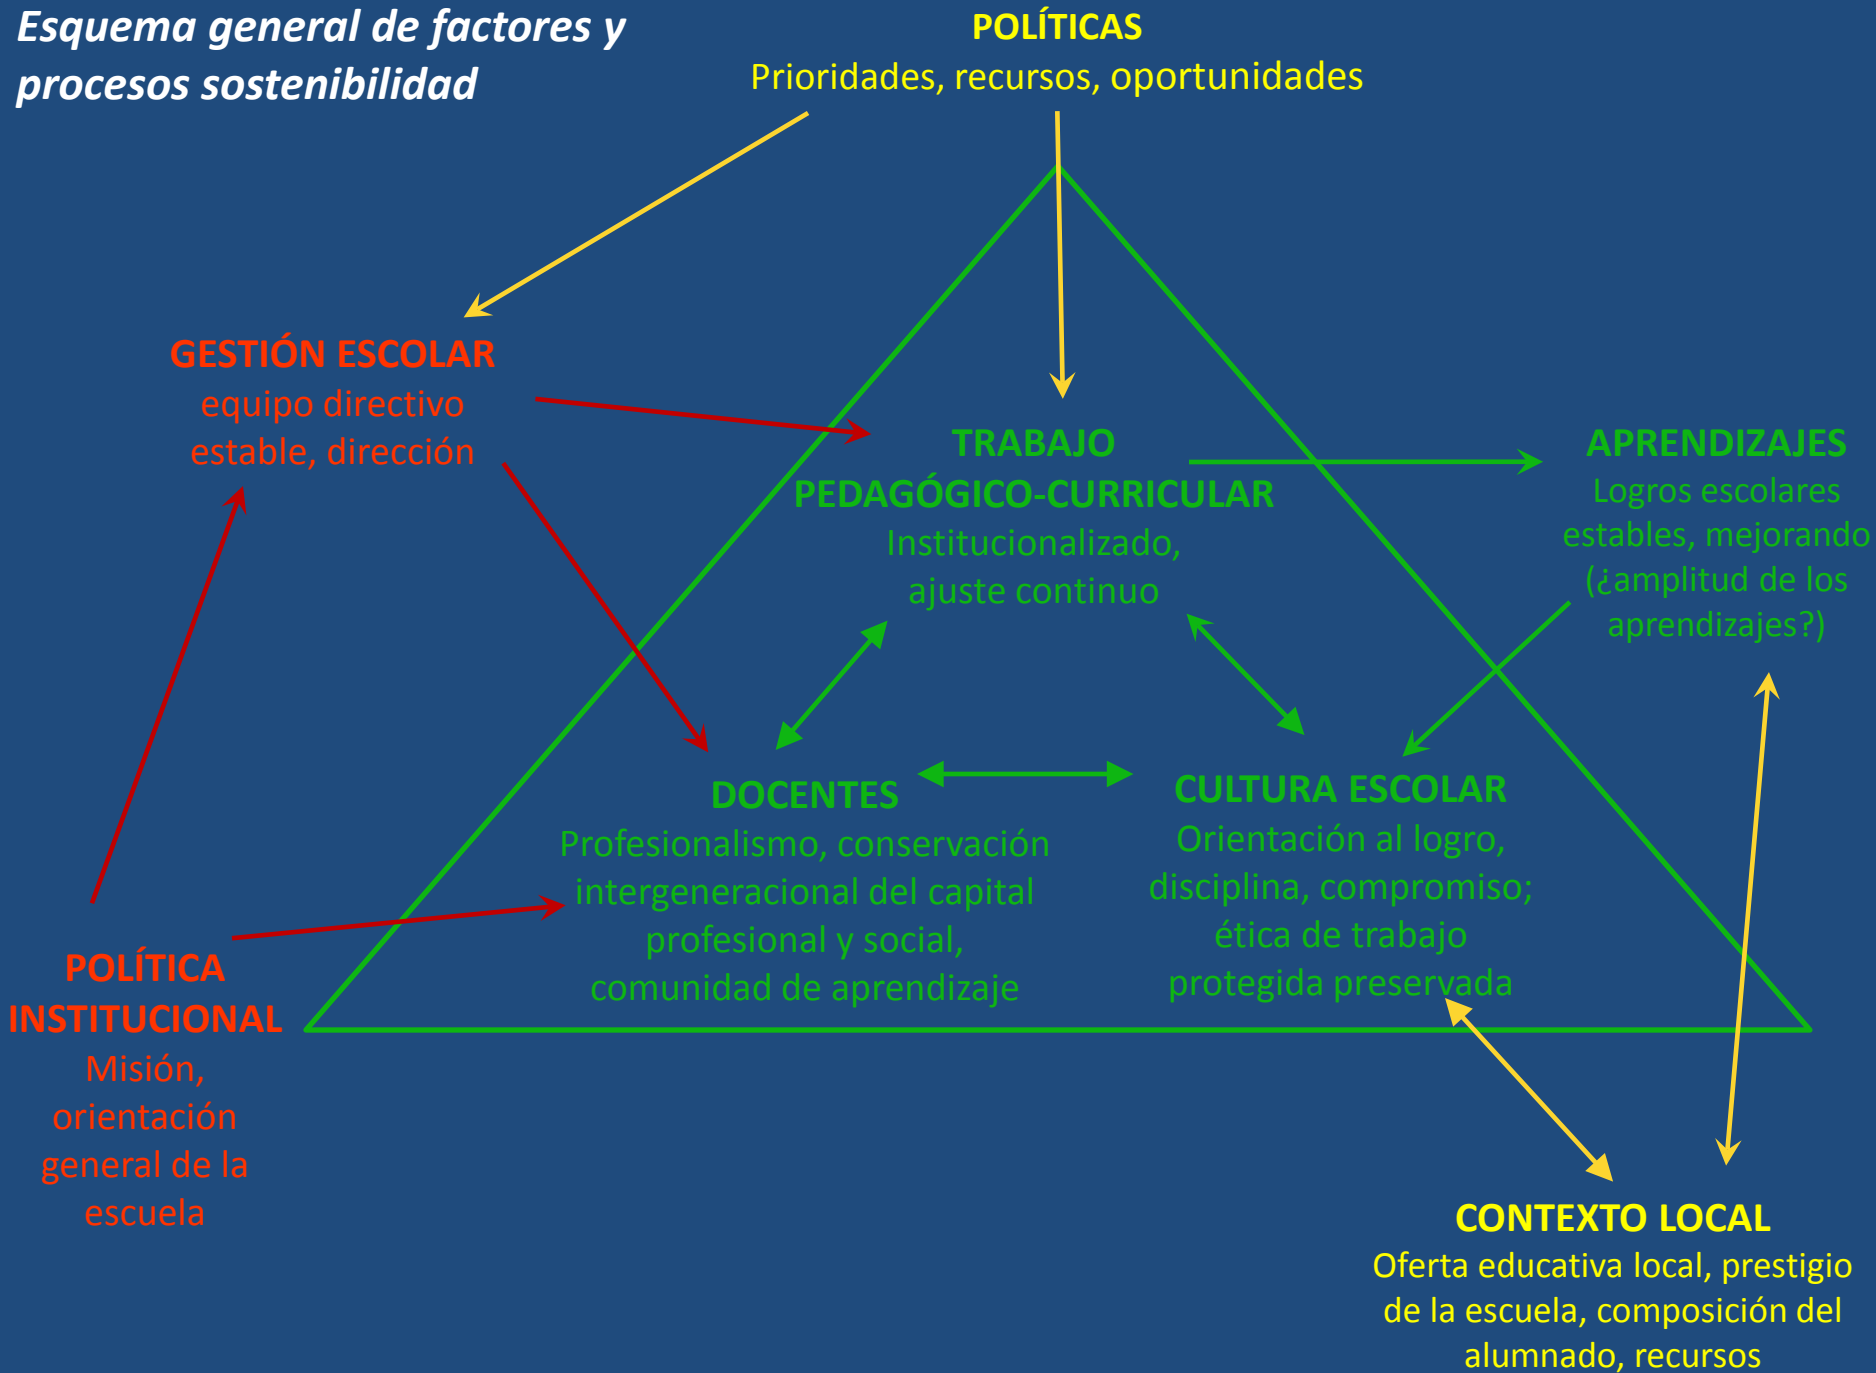 Esquema general de factores y
procesos sostenibilidad
POLÍTICAS
Prioridades, recursos, oportunidades
GESTIÓN ESCOLAR
equipo directivo
estable, dirección
TRABAJO
PEDAGÓGICO-CURRICULAR
Institucionalizado,
ajuste continuo
APRENDIZAJES
Logros escolares
estables, mejorando
(¿amplitud de los
aprendizajes?)
DOCENTES
Profesionalismo, conservación
intergeneracional del capital
profesional y social,
comunidad de aprendizaje
CULTURA ESCOLAR
Orientación al logro,
disciplina, compromiso;
ética de trabajo
protegida preservada
POLÍTICA
INSTITUCIONAL
Misión,
orientación
general de la
escuela
CONTEXTO LOCAL
Oferta educativa local, prestigio
de la escuela, composición del
alumnado, recursos